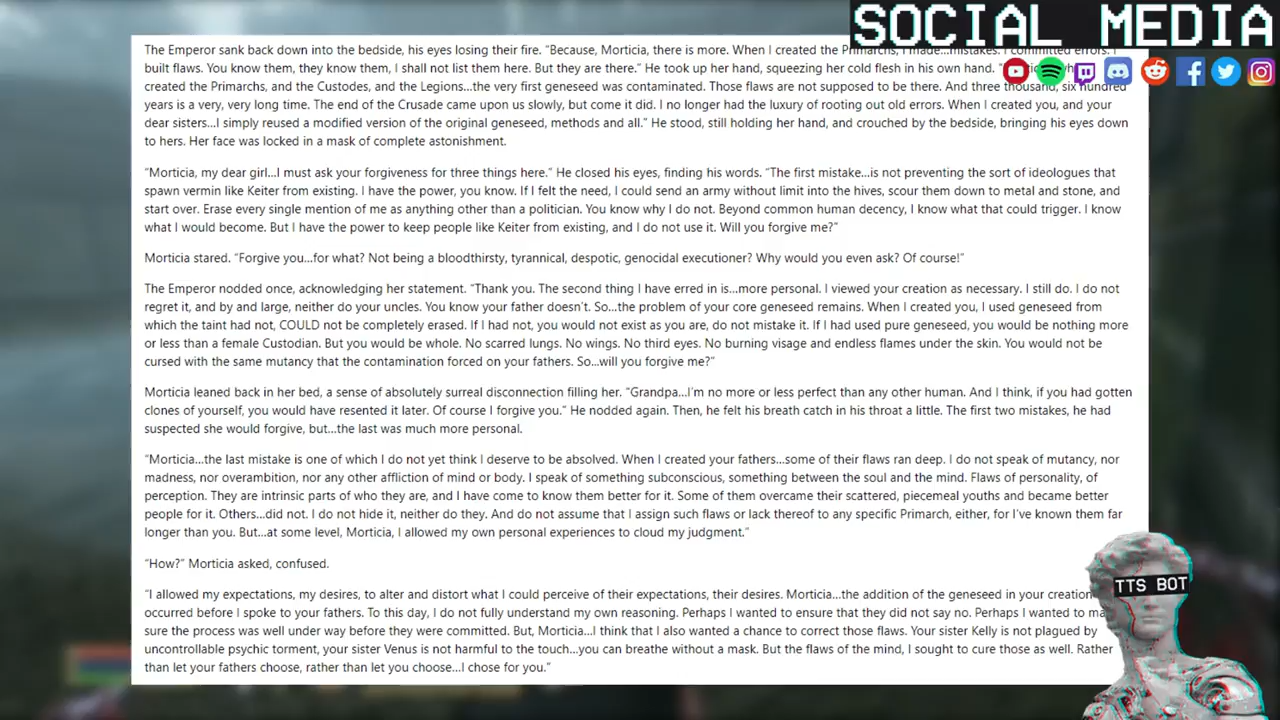 SOCIAL MEDIA
The Emperor sank back down into the bedside, his eyes losing their fire. “Because, Morticia, there is more. When I created the Primarchs, I made...mistakes. I committed errors. I
built flaws. You know them, they know them, I shall not list them here. But they are there.” He took up her hand, squeezing her cold flesh in his own hand.
created the Primarchs, and the Custodes, and the Legions...the very first geneseed was contaminated. Those flaws are not supposed to be there. And three thousand, six hundred
years is a very, very long time. The end of the Crusade came upon us slowly, but come it did. I no longer had the luxury of rooting out old errors. When I created you, and your
dear sisters...I simply reused a modified version of the original geneseed, methods and all.” He stood, still holding her hand, and crouched by the bedside, bringing his eyes down
to hers. Her face was locked in a mask of complete astonishment.
“Morticia, my dear girl...I must ask your forgiveness for three things here.” He closed his eyes, finding his words. “The first mistake...is not preventing the sort of ideologues that
spawn vermin like Keiter from existing. I have the power, you know. If I felt the need, I could send an army without limit into the hives, scour them down to metal and stone, and
start over. Erase every single mention of me as anything other than a politician. You know why I do not. Beyond common human decency, I know what that could trigger. I know
what I would become. But I have the power to keep people like Keiter from existing, and I do not use it. Will you forgive me?”
Morticia stared. “Forgive you...for what? Not being a bloodthirsty, tyrannical, despotic, genocidal executioner? Why would you even ask? Of course!”
The Emperor nodded once, acknowledging her statement. “Thank you. The second thing I have erred in is...more personal. I viewed your creation as necessary. I still do. I do not
regret it, and by and large, neither do your uncles. You know your father doesn’t. So...the problem of your core geneseed remains. When I created you, I used geneseed from
which the taint had not, COULD not be completely erased. If I had not, you would not exist as you are, do not mistake it. If I had used pure geneseed, you would be nothing more
or less than a female Custodian. But you would be whole. No scarred lungs. No wings. No third eyes. No burning visage and endless flames under the skin. You would not be
cursed with the same mutancy that the contamination forced on your fathers. So...will you forgive me?”
Morticia leaned back in her bed, a sense of absolutely surreal disconnection filling her. “Grandpa...I’m no more or less perfect than any other human. And I think, if you had gotten
clones of yourself, you would have resented it later. Of course I forgive you.” He nodded again. Then, he felt his breath catch in his throat a little. The first two mistakes, he had
suspected she would forgive, but...the last was much more personal.
“Morticia...the last mistake is one of which I do not yet think I deserve to be absolved. When I created your fathers...some of their flaws ran deep. I do not speak of mutancy, nor
madness, nor overambition, nor any other affliction of mind or body. I speak of something subconscious, something between the soul and the mind. Flaws of personality, of
perception. They are intrinsic parts of who they are, and I have come to know them better for it. Some of them overcame their scattered, piecemeal youths and became better
people for it. Others...did not. I do not hide it, neither do they. And do not assume that I assign such flaws or lack thereof to any specific Primarch, either, for I’ve known them far
longer than you. But...at some level, Morticia, I allowed my own personal experiences to cloud my judgment.”
“How?” Morticia asked, confused.
“I allowed my expectations, my desires, to alter and distort what I could perceive of their expectations, their desires. Morticia...the addition of the geneseed in your creation
occurred before I spoke to your fathers. To this day, I do not fully understand my own reasoning. Perhaps I wanted to ensure that they did not say no. Perhaps I wanted to
sure the process was well under way before they were committed. But, Morticia...I think that I also wanted a chance to correct those flaws. Your sister Kelly is not plagued by
uncontrollable psychic torment, your sister Venus is not harmful to the touch...you can breathe without a mask. But the flaws of the mind, I sought to cure those as well. Rather
than let your fathers choose, rather than let you choose...I chose for you.”
TTS BOT